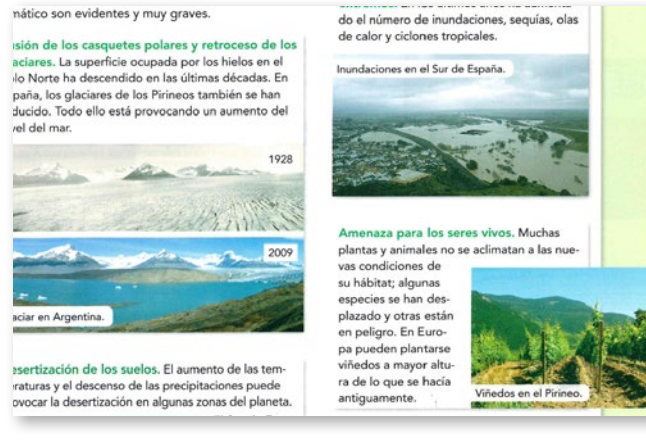 mático son evidentes y muy graves.
usión de los casquetes polares y retroceso de los
aciares. La superficie ocupada por los hielos en el
olo Norte ha descendido en las últimas décadas. En
paña, los glaciares de los Pirineos también se han
ducido. Todo ello está provocando un aumento del
vel del mar.
1928
2009
aciar en Argentina.
esertización de los suelos. El aumento de las tem-
eraturas y el descenso de las precipitaciones puede
ovocar la desertización en algunas zonas del planeta.
do el número de inundaciones, sequías, olas
de calor y ciclones tropicales.
Inundaciones en el Sur de España.
Amenaza para los seres vivos. Muchas
plantas y animales no se aclimatan a las nue-
vas condiciones de
su hábitat; algunas
especies se han des-
plazado y otras están
en peligro. En Euro-
pa pueden plantarse
viñedos a mayor altu-
ra de lo que se hacía
antiguamente.
Viñedos en el Pirineo.